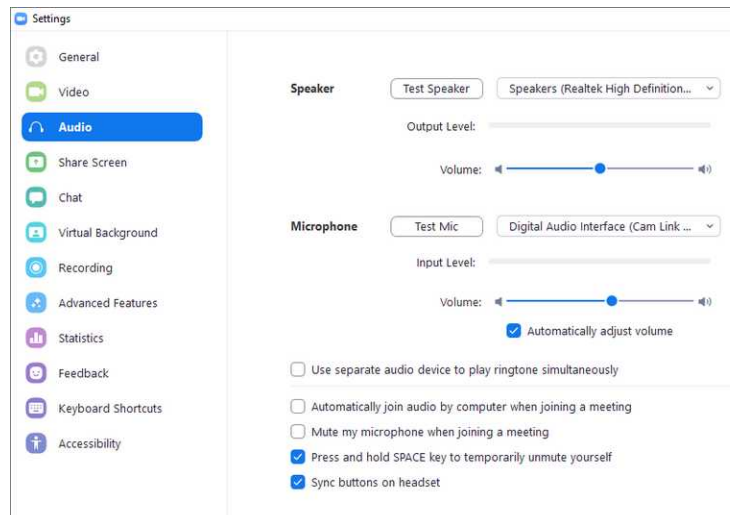 Settings
General
Video
Audio
Share Screen
Chat
Virtual Background
Recording
Advanced Features
Statistics
Feedback
Keyboard Shortcuts
Accessibility
Speaker Test Speaker Speakers (Realtek High Definition...
Output Level:
Volume:
Microphone Test Mic Digital Audio Interface (Cam Link ...
Input Level:
Volume:
Automatically adjust volume
Use separate audio device to play ringtone simultaneously
Automatically join audio by computer when joining a meeting
Mute my microphone when joining a meeting
Press and hold SPACE key to temporarily unmute yourself
Sync buttons on headset